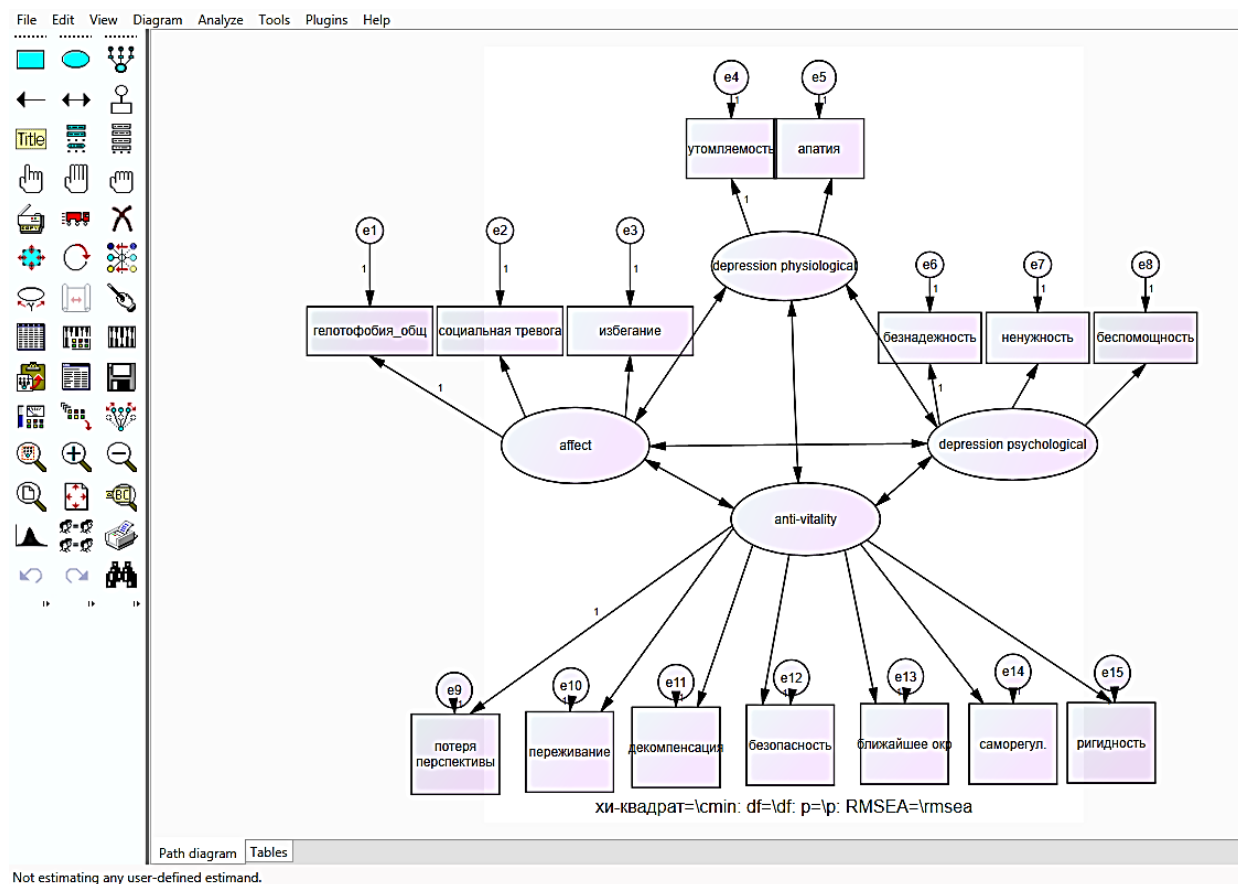 File Edit View Diagram Analyze Tools Plugins Help
Title
e4 e5
1 1
утомляемость апатия
1
e1 e2 e3
depression physiological
e6 e7 e8
1 1 1
1 1 1
гелотофобия_общ социальная тревога избегание
безнадежность ненужность беспомощность
1 1
affect
depression psychological
anti-vitality
1
e9 e10 e11 e12 e13 e14 e15
потеря
перспективы
переживание
декомпенсация
безопасность
ближайшее окр
саморегул.
ригидность
хи-квадрат=\cmin: df=\df: p=\p: RMSEA=\rmsea
Path diagram Tables
Not estimating any user-defined estimand.